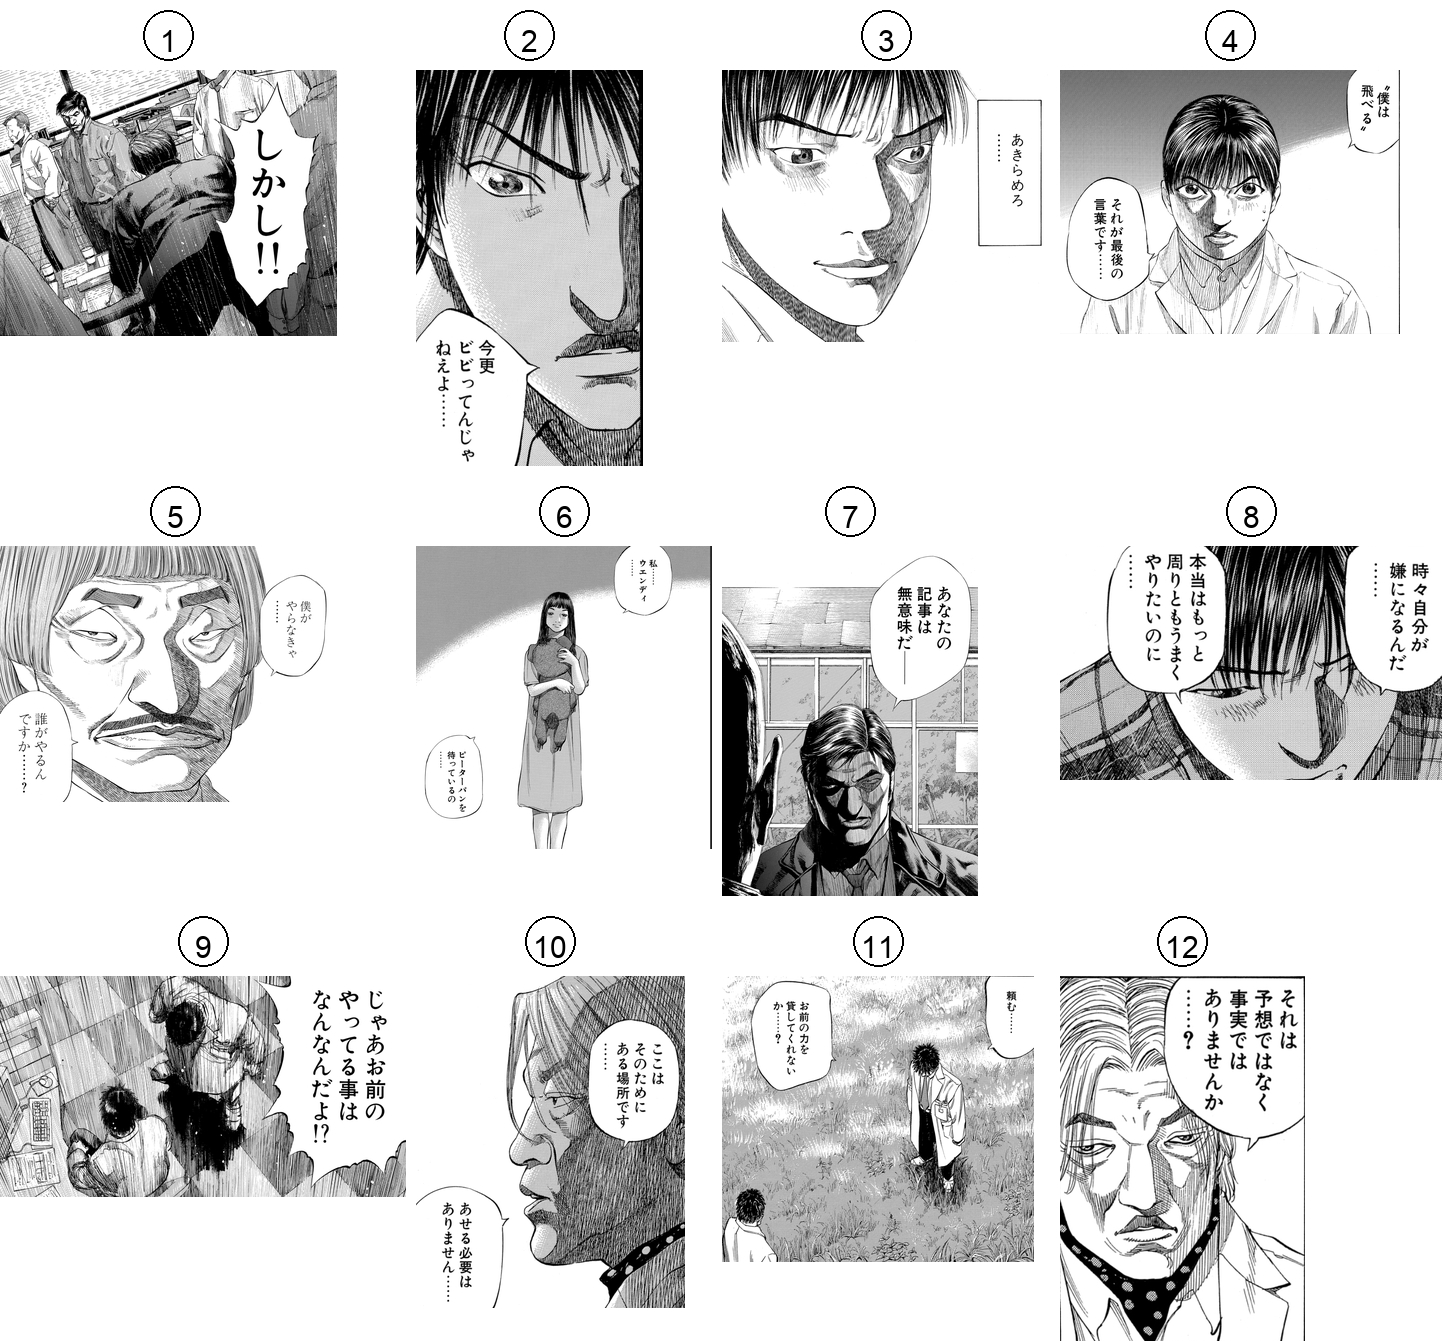 1
しかし!!
2
今更
ビビってんじゃ
ねえよ……
3
あきらめろ
……
4
〝僕は
飛べる〟
それが最後の
言葉です……
5
僕が
やらなきゃ
……
誰がやるん
ですか……?
6
私……
ウエンディ
……
ピーターパンを
待っているの
……
7
あなたの
記事は
無意味だ――
8
時々自分が
嫌になるんだ
……
本当はもっと
周りともうまく
やりたいのに
……
9
じゃあお前の
やってる事は
なんなんだよ!?
10
ここは
そのために
ある場所です
……
あせる必要は
ありません……
11
頼む……
お前の力を
貸してくれない
か……?
12
それは
予想ではなく
事実では
ありませんか
……?